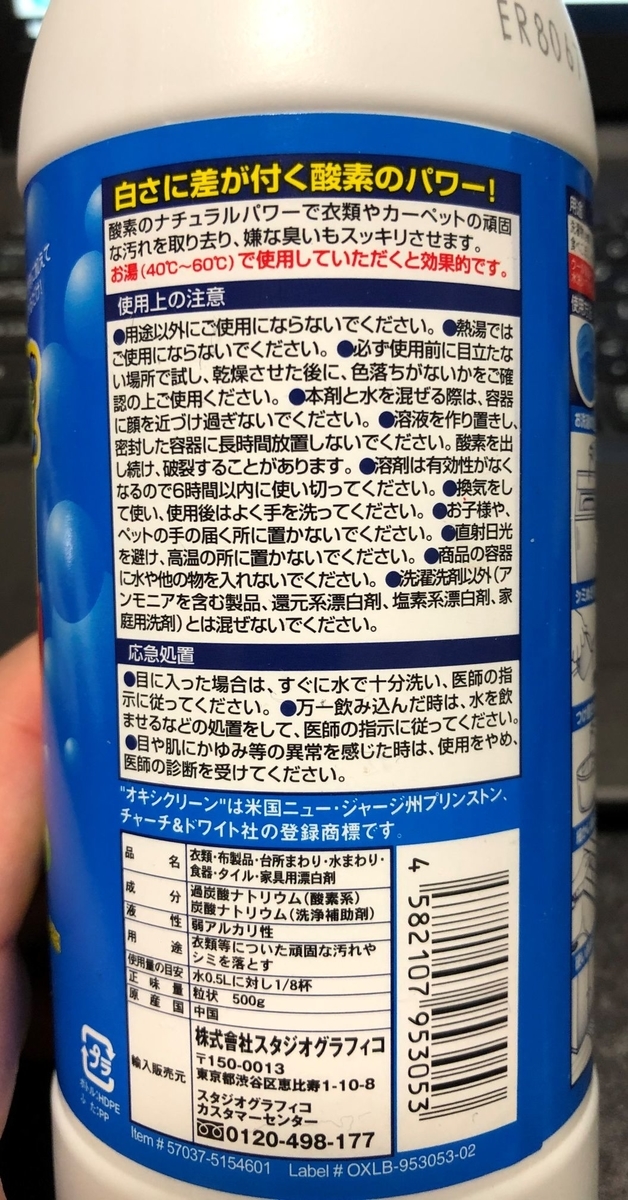 ER806
白さに差が付く酸素のパワー!
酸素のナチュラルパワーで衣類やカーペットの頑固
な汚れを取り去り、嫌な臭いもスッキリさせます。
お湯(40℃~60℃)で使用していただくと効果的です。
使用上の注意
●用途以外にご使用にならないでください。●熱湯では
ご使用にならないでください。●必ず使用前に目立たな
い場所で試し、乾燥させた後に、色落ちがないかをご確
認の上ご使用ください。●本剤と水を混ぜる際は、容器
に顔を近づけ過ぎないでください。●溶液を作り置きし、
密封した容器に長時間放置しないでください。酸素を出
し続け、破裂することがあります。●溶剤は有効性がなく
なるので6時間以内に使い切ってください。●換気をし
て使い、使用後はよく手を洗ってください。●お子様や、
ペットの手の届く所に置かないでください。●直射日光
を避け、高温の所に置かないでください。●商品の容器
に水や他の物を入れないでください。●洗濯洗剤以外(ア
ンモニアを含む製品、還元系漂白剤、塩素系漂白剤、家
庭用洗剤)とは混ぜないでください。
応急処置
●目に入った場合は、すぐに水で十分洗い、医師の指
示に従ってください。●万一飲み込んだ時は、水を飲
ませるなどの処置をして、医師の指示に従ってください。
●目や肌にかゆみ等の異常を感じた時は、使用をやめ、
医師の診断を受けてください。
"オキシクリーン"は米国ニュー・ジャージ州プリンストン、
チャーチ&ドワイト社の登録商標です。
品名 衣類・布製品・台所まわり・水まわり・
食器・タイル・家具用漂白剤
成分 過炭酸ナトリウム(酸素系)
炭酸ナトリウム(洗浄補助剤)
液性 弱アルカリ性
用途 衣類等についた頑固な汚れや
シミを落とす
使用量の目安 水0.5Lに対し1/8杯
正味量 粒状 500g
原産国 中国
輸入販売元 株式會社スタジオグラフィコ
〒150-0013
東京都渋谷区恵比寿1-10-8
スタジオグラフィコ
カスタマーセンター
0120-498-177
4 582107 953053
プラ
ボトル:HDPE
ふた:PP
Item # 57037-5154601 Label # OXLB-953053-02
用途